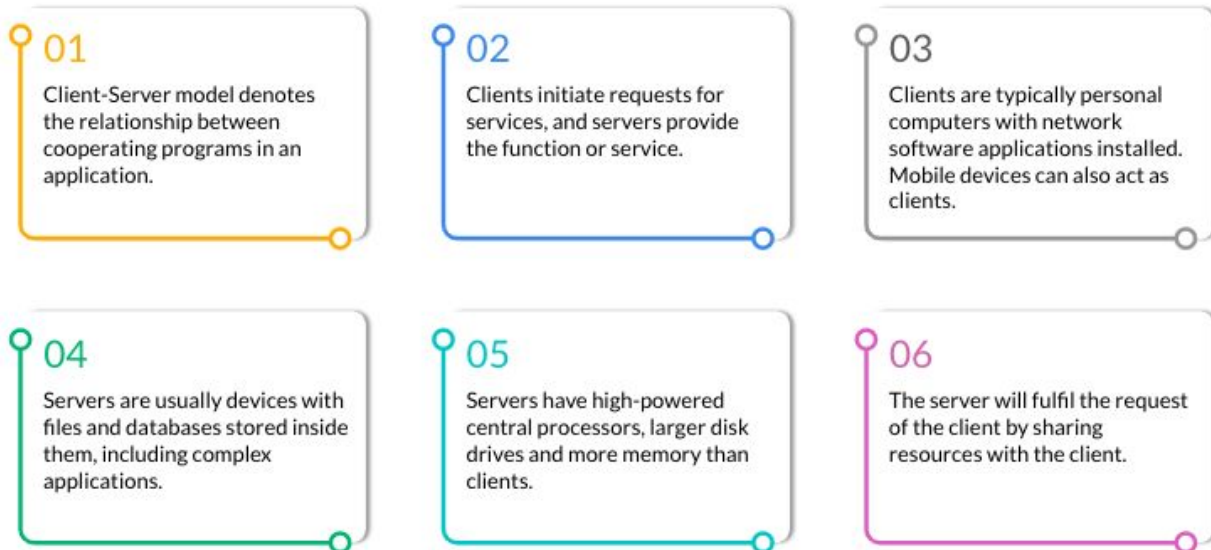 01
Client-Server model denotes
the relationship between
cooperating programs in an
application.
02
Clients initiate requests for
services, and servers provide
the function or service.
03
Clients are typically personal
computers with network
software applications installed.
Mobile devices can also act as
clients.
04
Servers are usually devices with
files and databases stored inside
them, including complex
applications.
05
Servers have high-powered
central processors, larger disk
drives and more memory than
clients.
06
The server will fulfil the request
of the client by sharing
resources with the client.